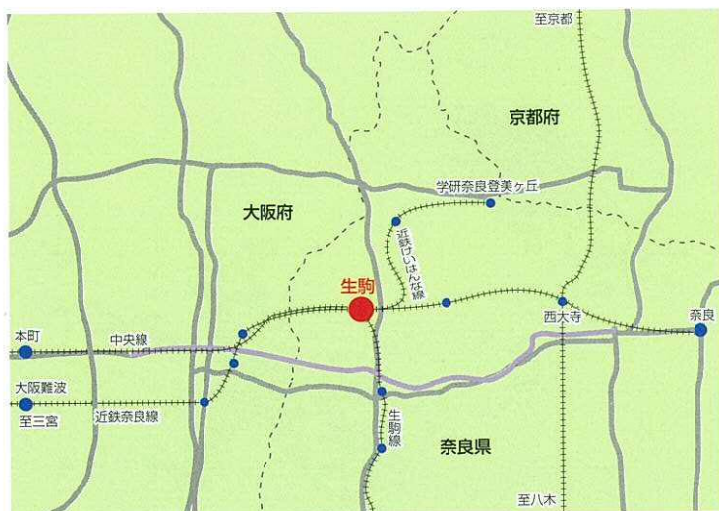 至京都
京都府
学研奈良登美ヶ丘
大阪府
近鉄けいはんな線
生駒
西大寺
奈良
本町
中央線
大阪難波
至三宮
近鉄奈良線
生駒線
奈良県
至八木